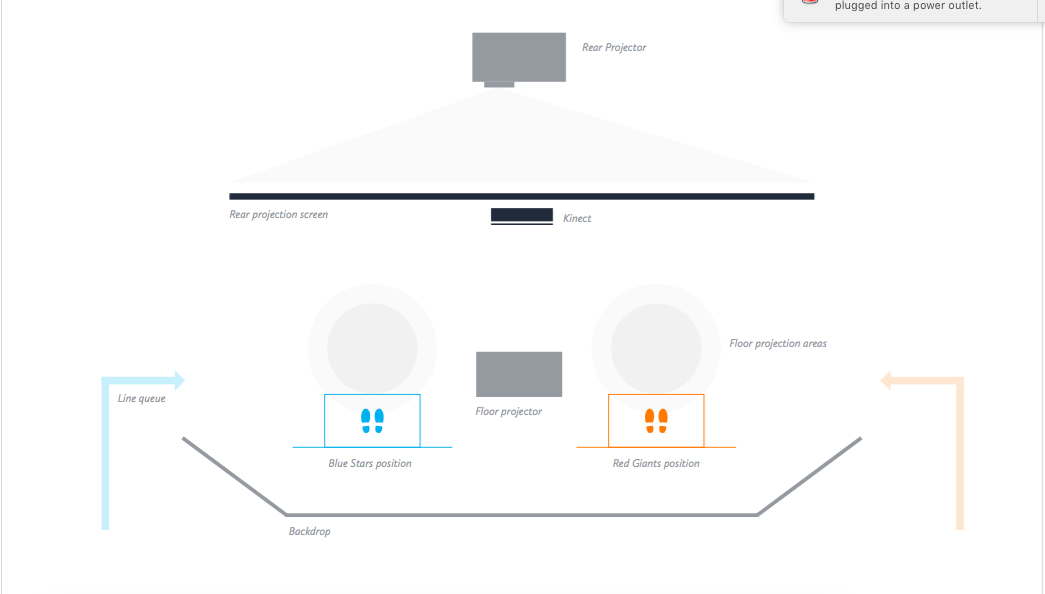 plugged into a power outlet.
Rear Projector
Rear projection screen
Kinect
Floor projection areas
Line queue
Floor projector
Blue Stars position
Red Giants position
Backdrop